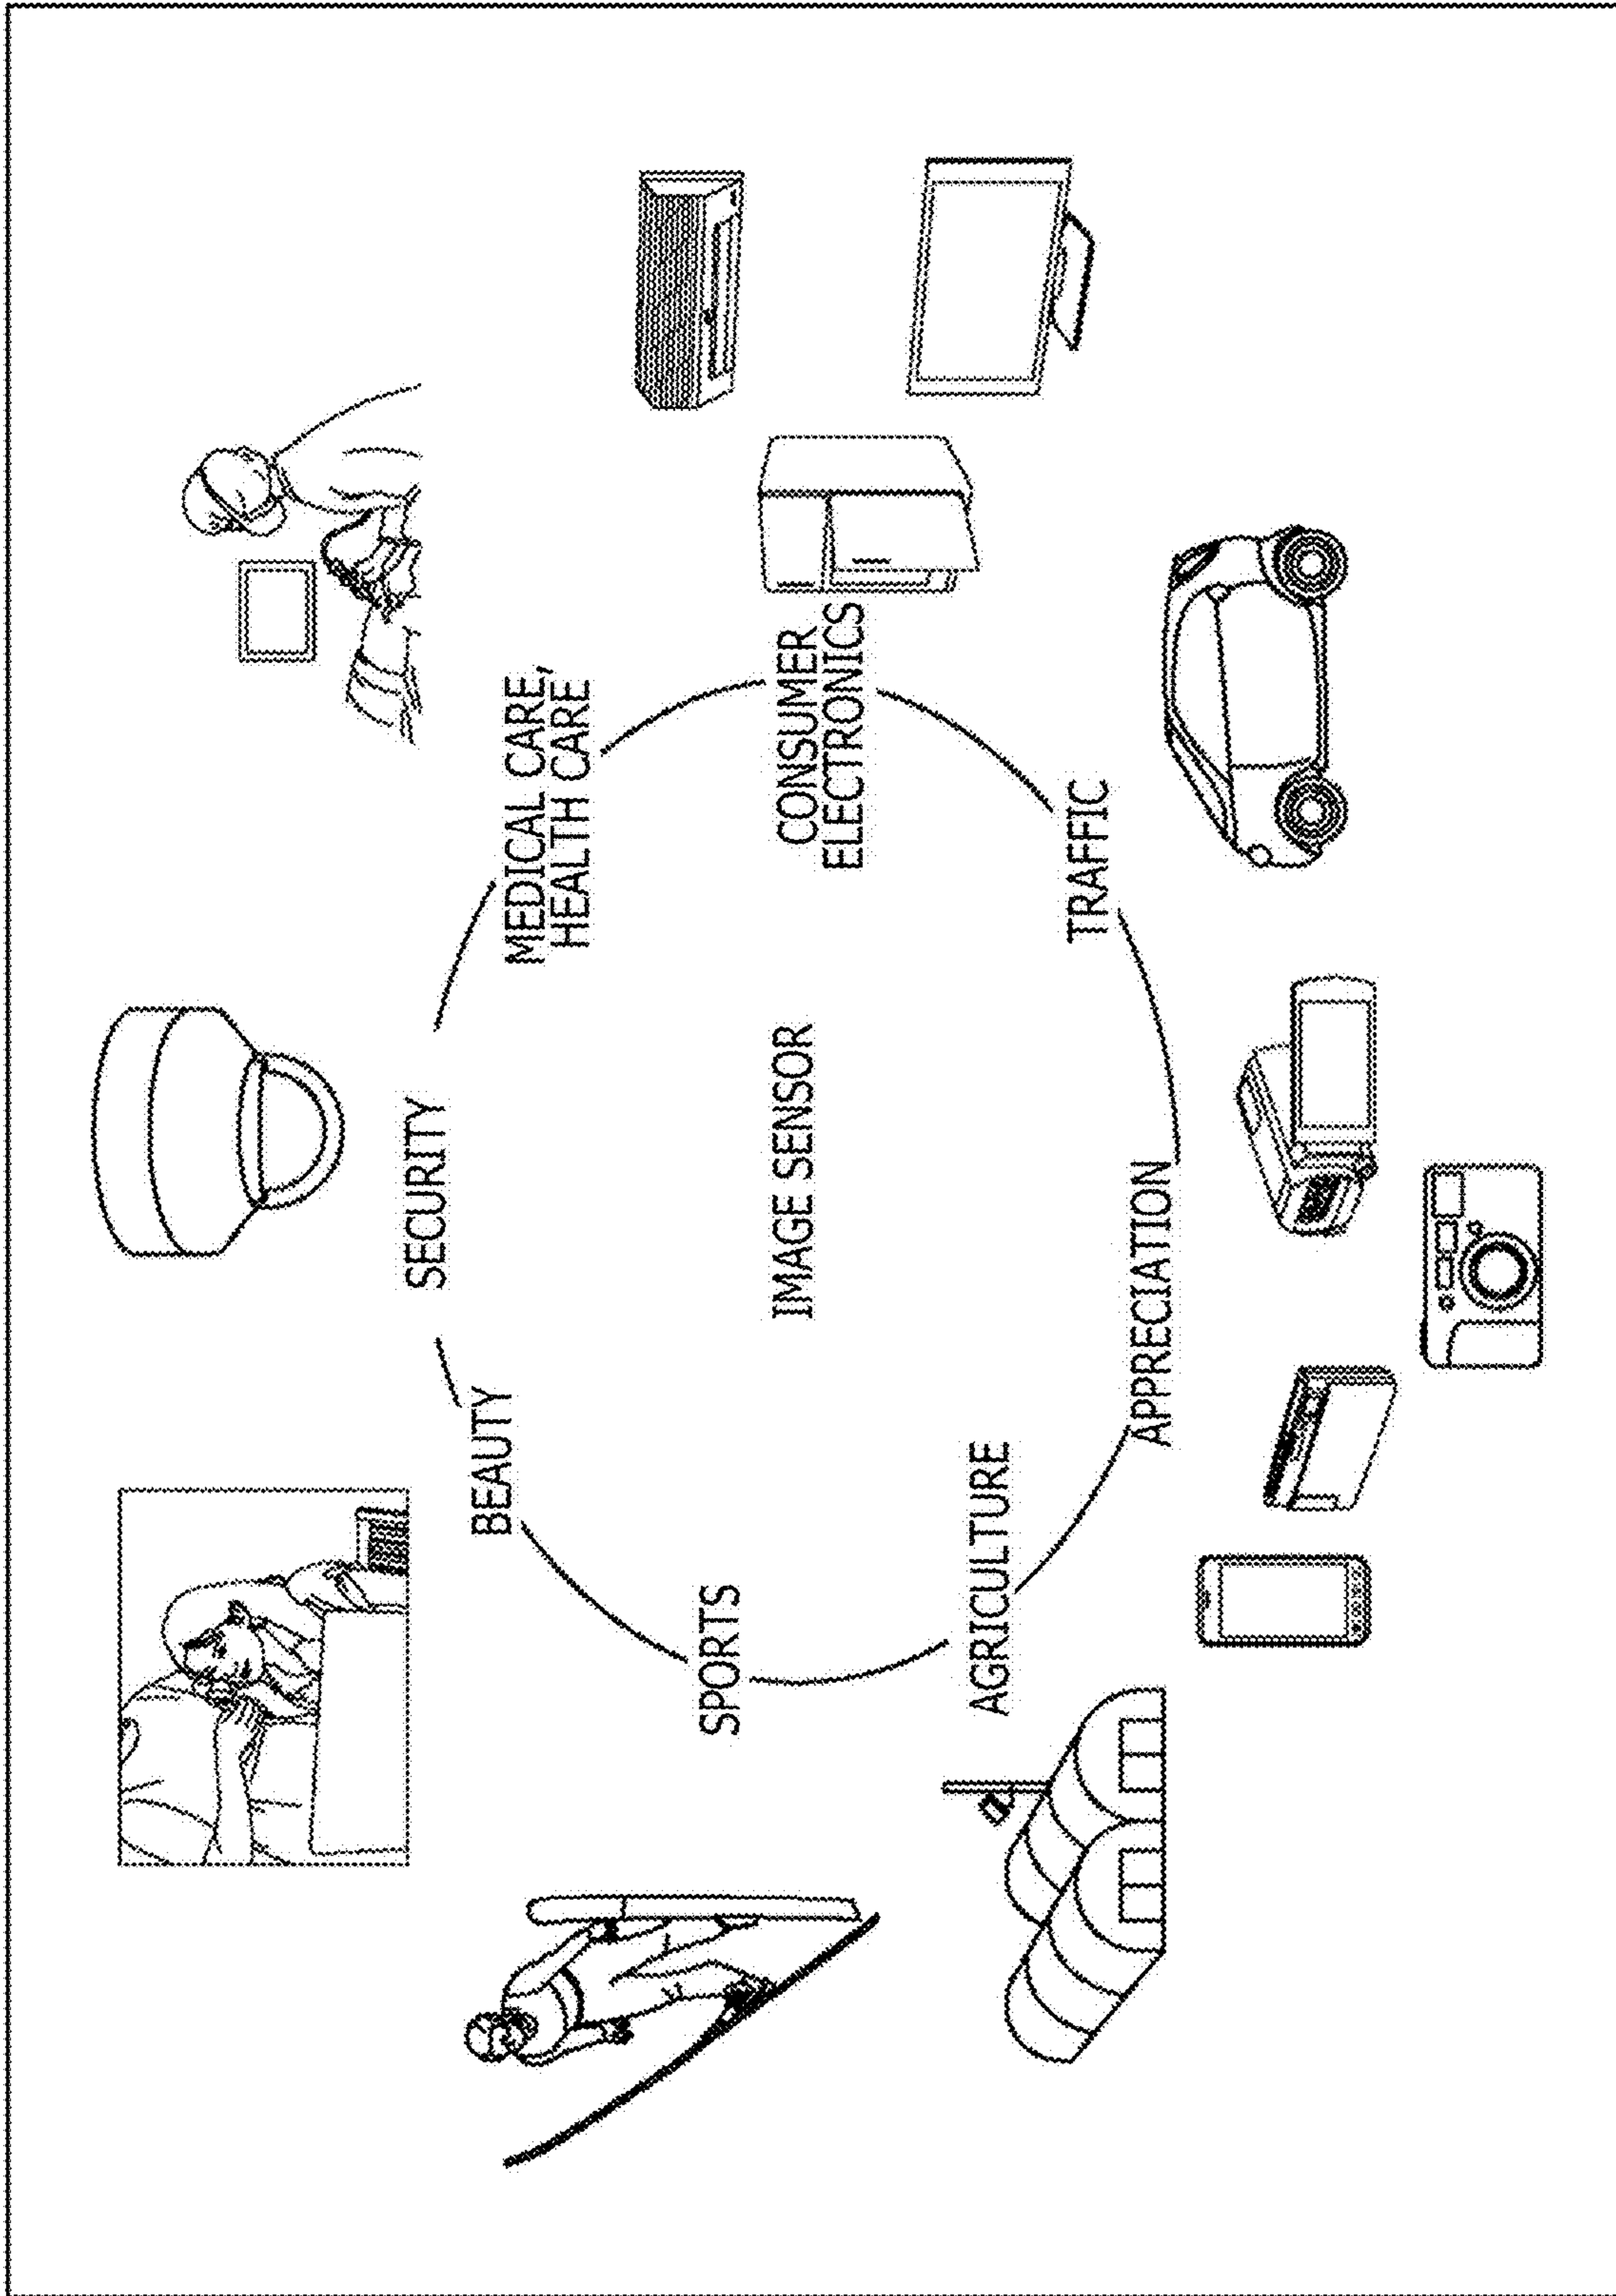 SECURITY
BEAUTY
MEDICAL CARE,
HEALTH CARE
SPORTS
IMAGE SENSOR
CONSUMER
ELECTRONICS
AGRICULTURE
TRAFFIC
APPRECIATION